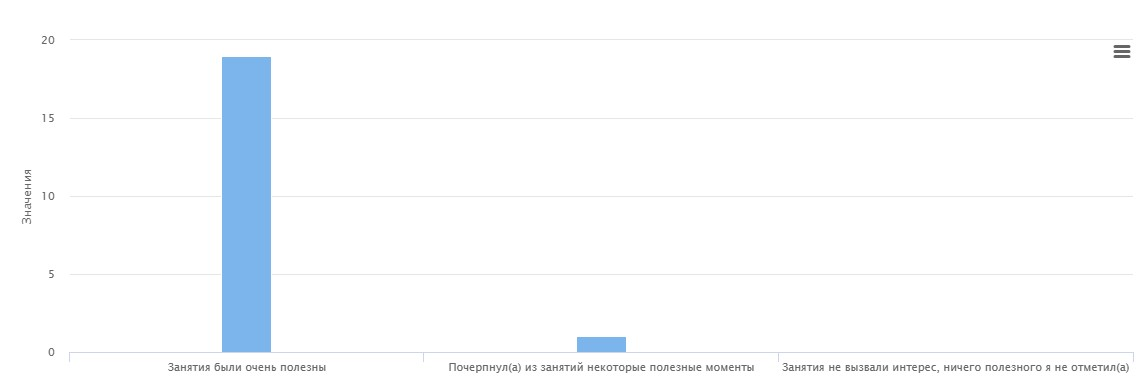 20
15
10
5
0
Значения
Занятия были очень полезны
Почерпнул(а) из занятий некоторые полезные моменты
Занятия не вызвали интерес, ничего полезного я не отметил(а)